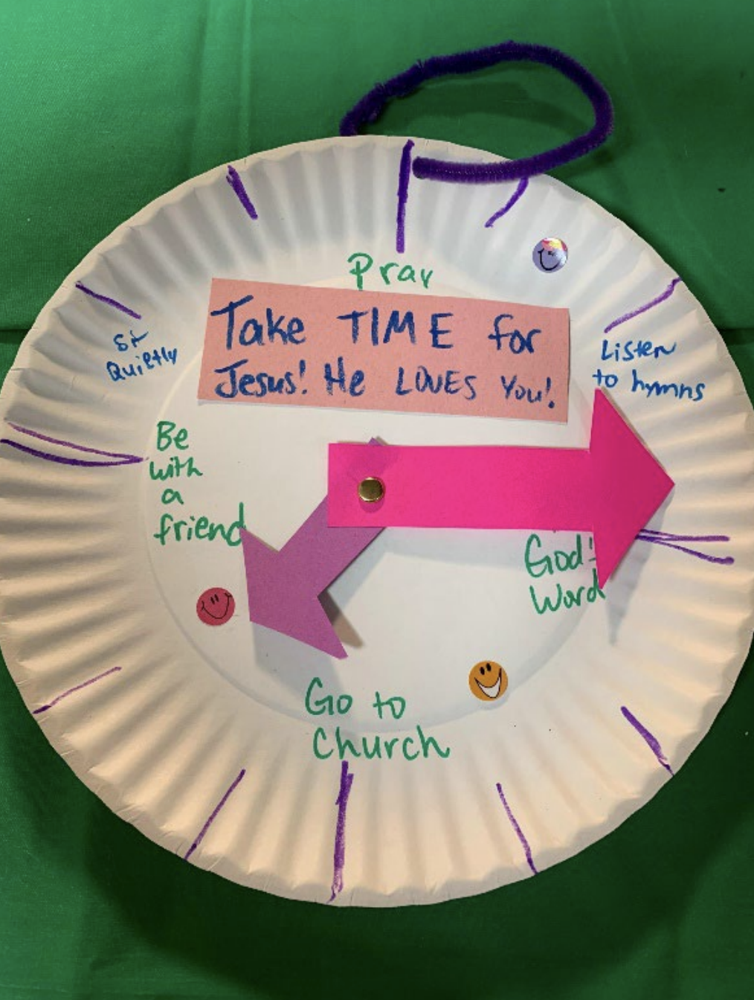 Pray
Take TIME for
Jesus! He LOVES You!
Sit
Quietly
Listen
to hymns
Be
with
a
friend
God's
Word
Go to
Church